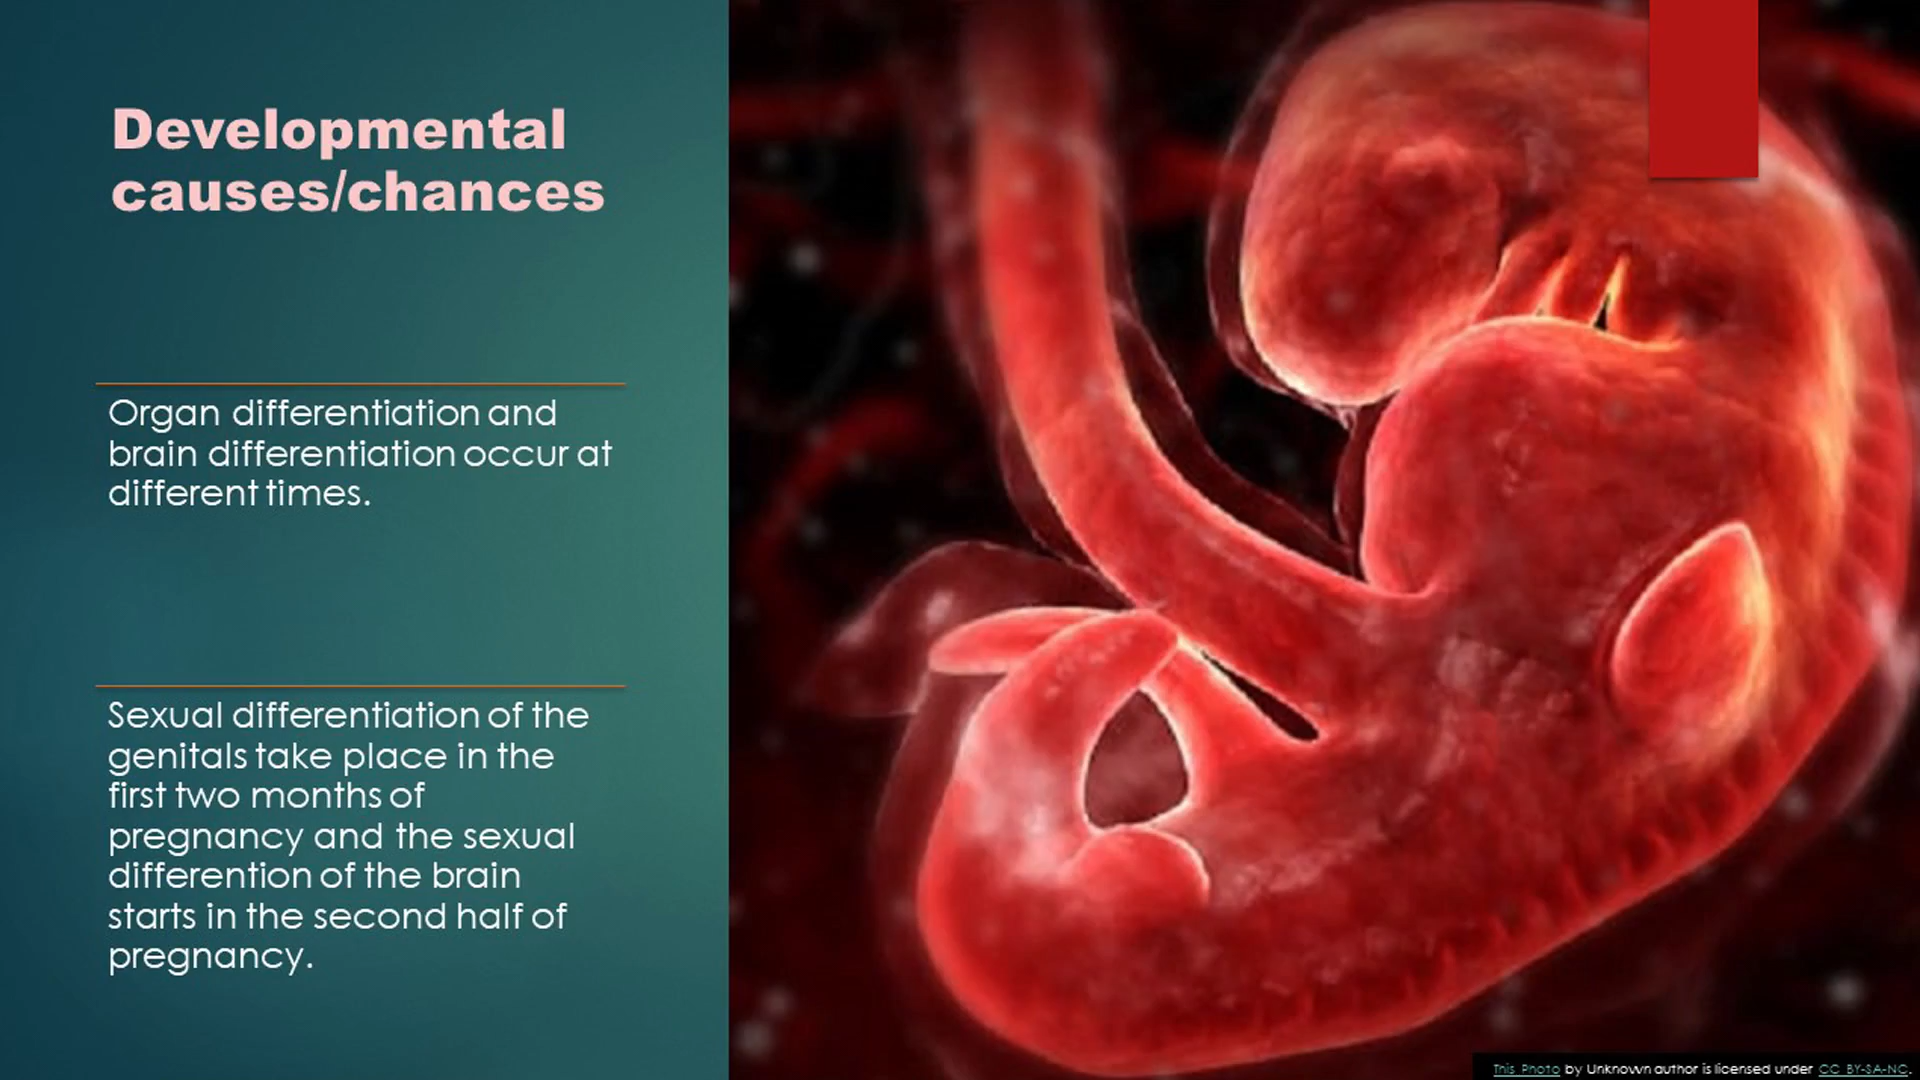 Developmental
causes/chances
Organ differentiation and
brain differentiation occur at
different times.
Sexual differentiation of the
genitals take place in the
first two months of
pregnancy and the sexual
differention of the brain
starts in the second half of
pregnancy.
This Photo by Unknown author is licensed under CC BY-SA-NC.